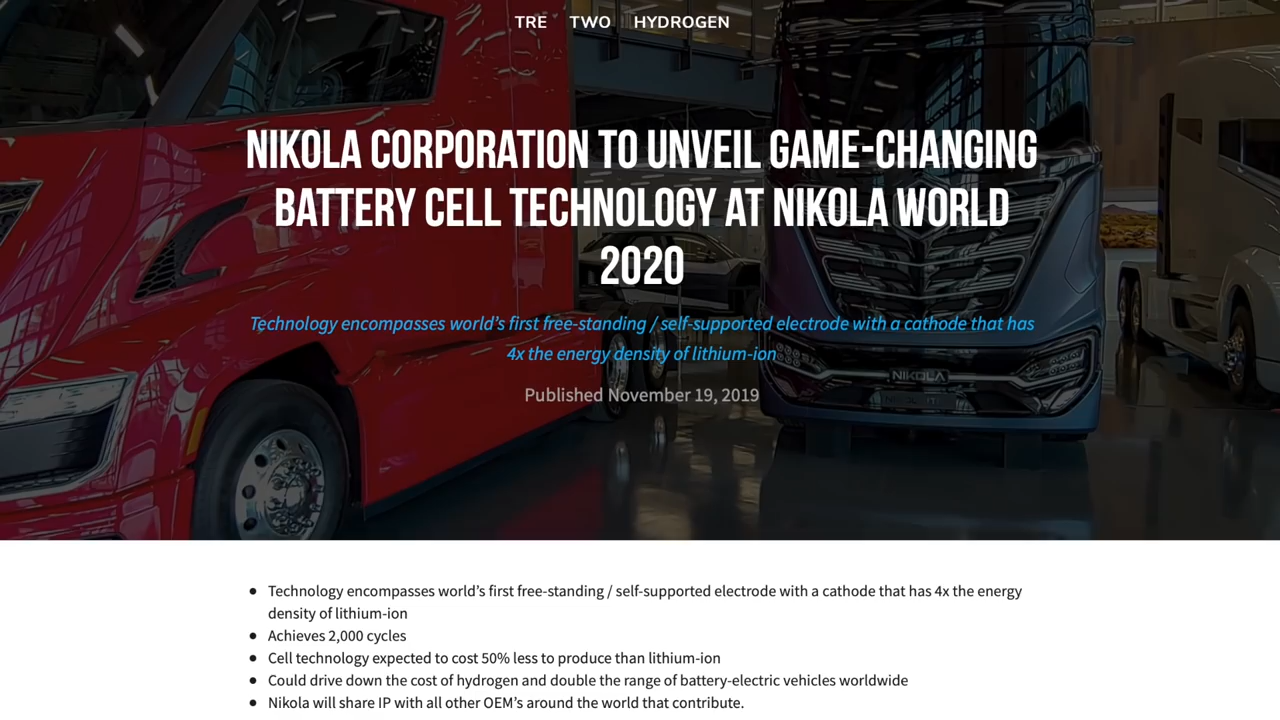 TRE TWO HYDROGEN
NIKOLA CORPORATION TO UNVEIL GAME-CHANGING
BATTERY CELL TECHNOLOGY AT NIKOLA WORLD
2020
Technology encompasses world’s first free-standing / self-supported electrode with a cathode that has
4x the energy density of lithium-ion
NIKOLA
Published November 19, 2019
● Technology encompasses world’s first free-standing / self-supported electrode with a cathode that has 4x the energy
density of lithium-ion
● Achieves 2,000 cycles
● Cell technology expected to cost 50% less to produce than lithium-ion
● Could drive down the cost of hydrogen and double the range of battery-electric vehicles worldwide
● Nikola will share IP with all other OEM’s around the world that contribute.